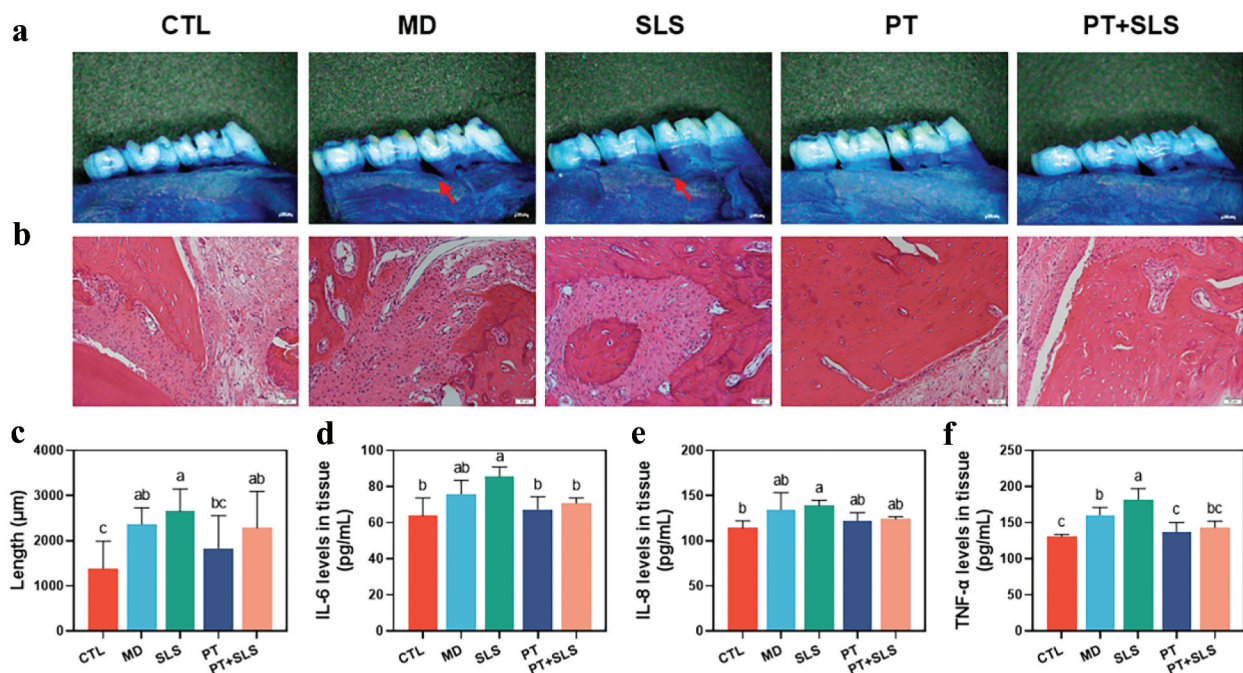 CTL MD SLS PT PT+SLS
a
b
c
Length (μm)
4000
3000
2000
1000
0
c ab a bc ab
CTL MD SLS PT PT+SLS
d
IL-6 levels in tissue
(pg/mL)
100
80
60
40
20
0
b ab a b b
CTL MD SLS PT PT+SLS
e
IL-8 levels in tissue
(pg/mL)
200
150
100
50
0
b ab a ab ab
CTL MD SLS PT PT+SLS
f
TNF-α levels in tissue
(pg/mL)
250
200
150
100
50
0
c b a c bc
CTL MD SLS PT PT+SLS